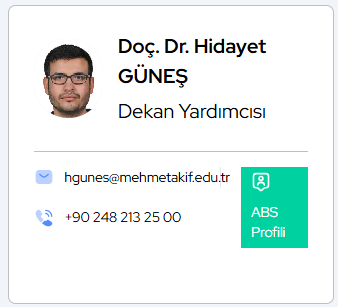 Doç. Dr. Hidayet
GÜNEŞ
Dekan Yardımcısı
hgunes@mehmetakif.edu.tr
+90 248 213 25 00
ABS
Profili